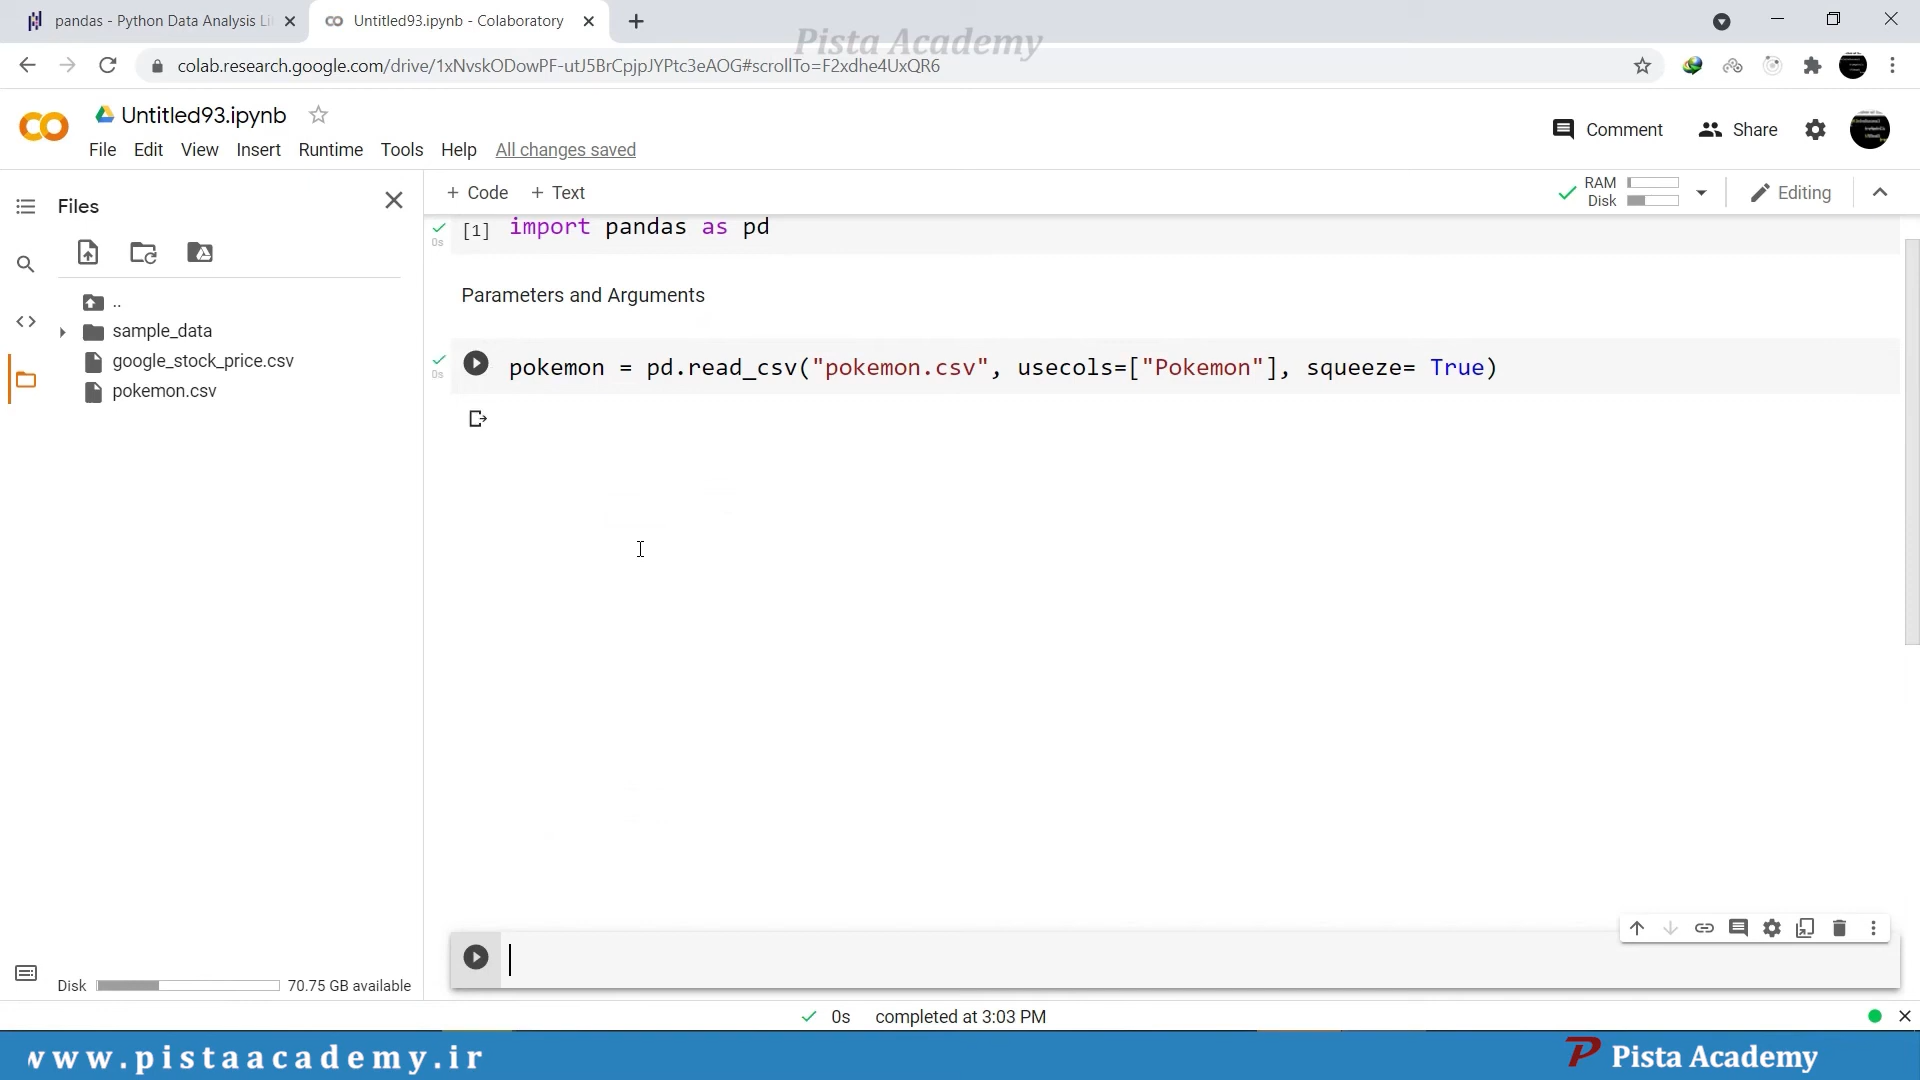 pandas - Python Data Analysis Li
Untitled93.ipynb - Colaboratory
Pista Academy
colab.research.google.com/drive/1xNvskODowPF-utJ5BrCpjpJYPtc3eAOG#scrollTo=F2xdhe4UxQR6
Untitled93.ipynb
Comment
Share
File Edit View Insert Runtime Tools Help All changes saved
Files
+ Code + Text
RAM
Disk
Editing
[1] import pandas as pd
0s
Parameters and Arguments
..
sample_data
google_stock_price.csv
pokemon.csv
pokemon = pd.read_csv("pokemon.csv", usecols=["Pokemon"], squeeze= True)
0s
Disk 70.75 GB available
0s completed at 3:03 PM
www.pistaacademy.ir
Pista Academy